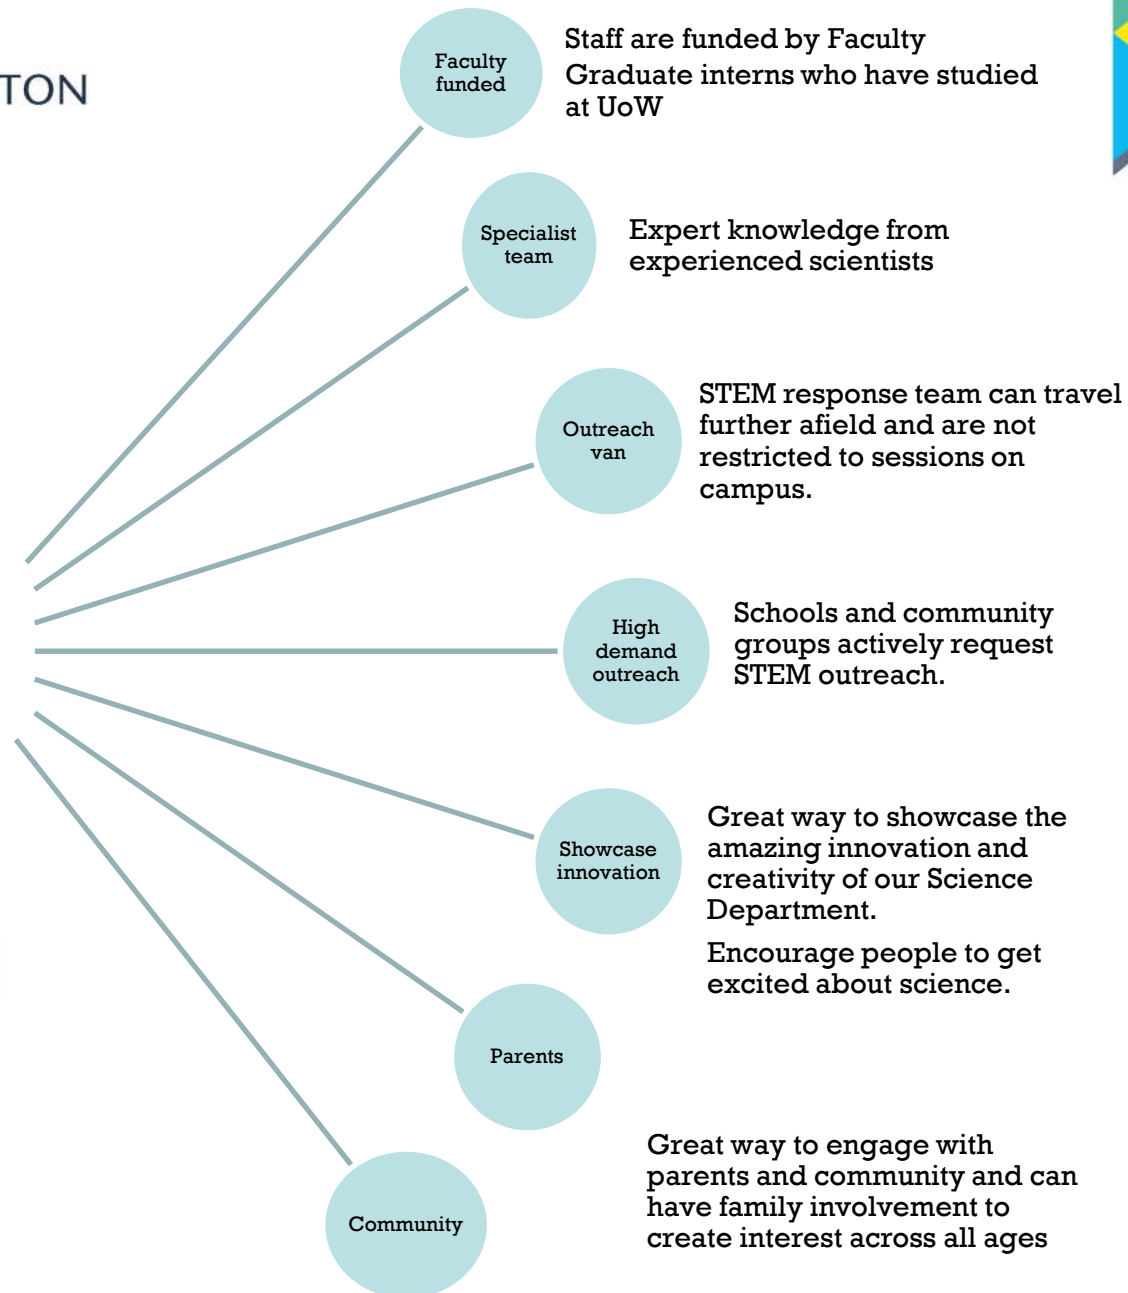 TON
Faculty
funded
Staff are funded by Faculty
Graduate interns who have studied
at UoW
Specialist
team
Expert knowledge from
experienced scientists
Outreach
van
STEM response team can travel
further afield and are not
restricted to sessions on
campus.
High
demand
outreach
Schools and community
groups actively request
STEM outreach.
Showcase
innovation
Great way to showcase the
amazing innovation and
creativity of our Science
Department.
Encourage people to get
excited about science.
Parents
Community
Great way to engage with
parents and community and can
have family involvement to
create interest across all ages